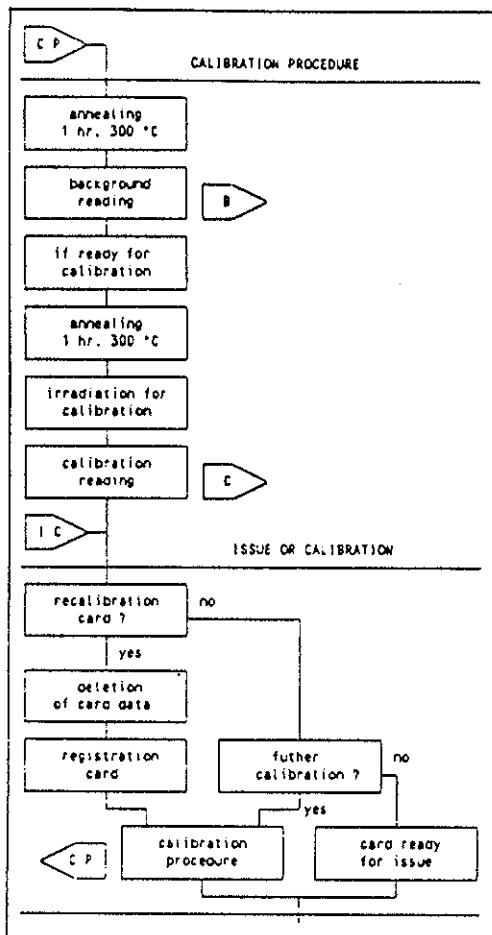 C P
CALIBRATION PROCEDURE
annealing
1 hr. 300 °C
background
reading
B
if ready for
calibration
annealing
1 hr. 300 °C
irradiation for
calibration
calibration
reading
C
I C
ISSUE OR CALIBRATION
recalibration
card ?
no
yes
deletion
of card data
registration
card
futher
calibration ?
no
yes
C P
calibration
procedure
card ready
for issue